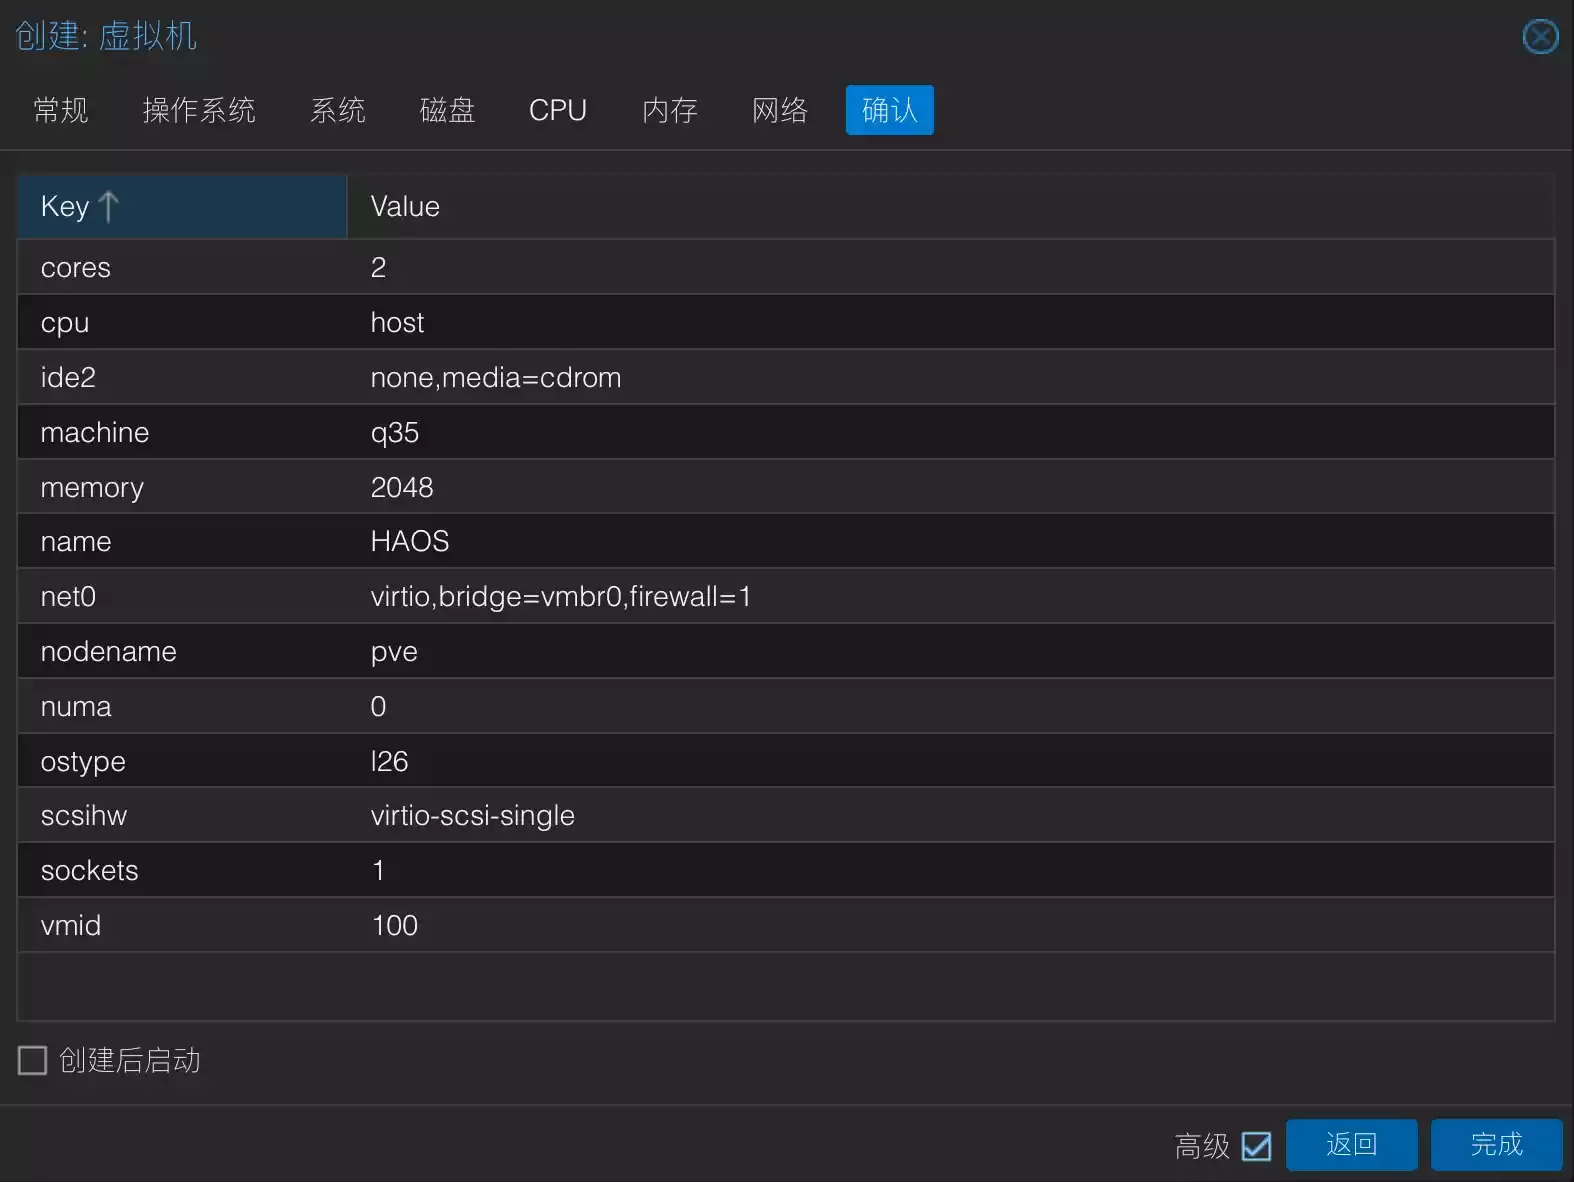 创建: 虚拟机
常规 操作系统 系统 磁盘 CPU 内存 网络 确认
Key Value
cores 2
cpu host
ide2 none,media=cdrom
machine q35
memory 2048
name HAOS
net0 virtio,bridge=vmbr0,firewall=1
nodename pve
numa 0
ostype l26
scsihw virtio-scsi-single
sockets 1
vmid 100
创建后启动
高级 返回 完成